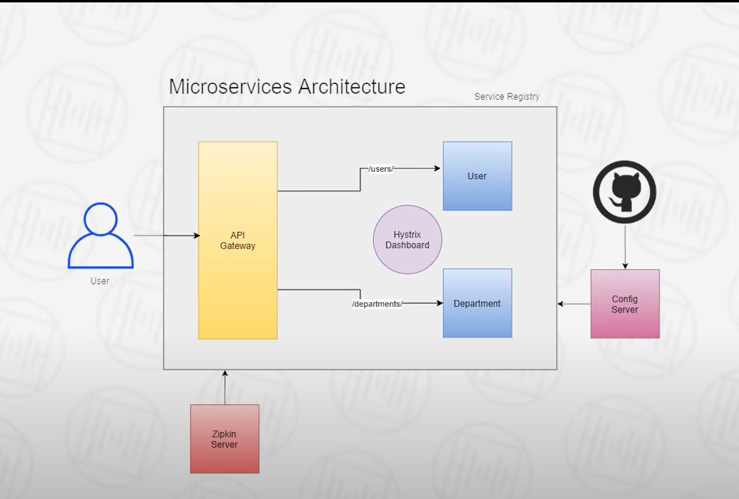 Microservices Architecture
Service Registry
/users/
User
API
Gateway
Hystrix
Dashboard
User
/departments/
Department
Config
Server
Zipkin
Server